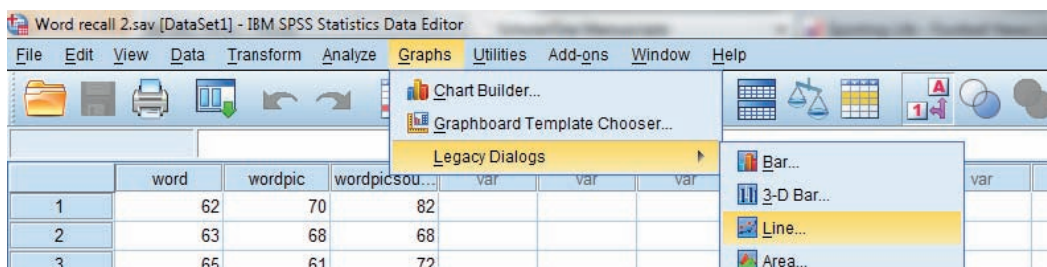 Word recall 2.sav [DataSet1] - IBM SPSS Statistics Data Editor
File Edit View Data Transform Analyze Graphs Utilities Add-ons Window Help
Chart Builder...
Graphboard Template Chooser...
Legacy Dialogs
Bar...
3-D Bar...
Line...
Area...
A
1
word wordpic wordpicsou... var var var var
1 62 70 82
2 63 68 68
3 65 61 72